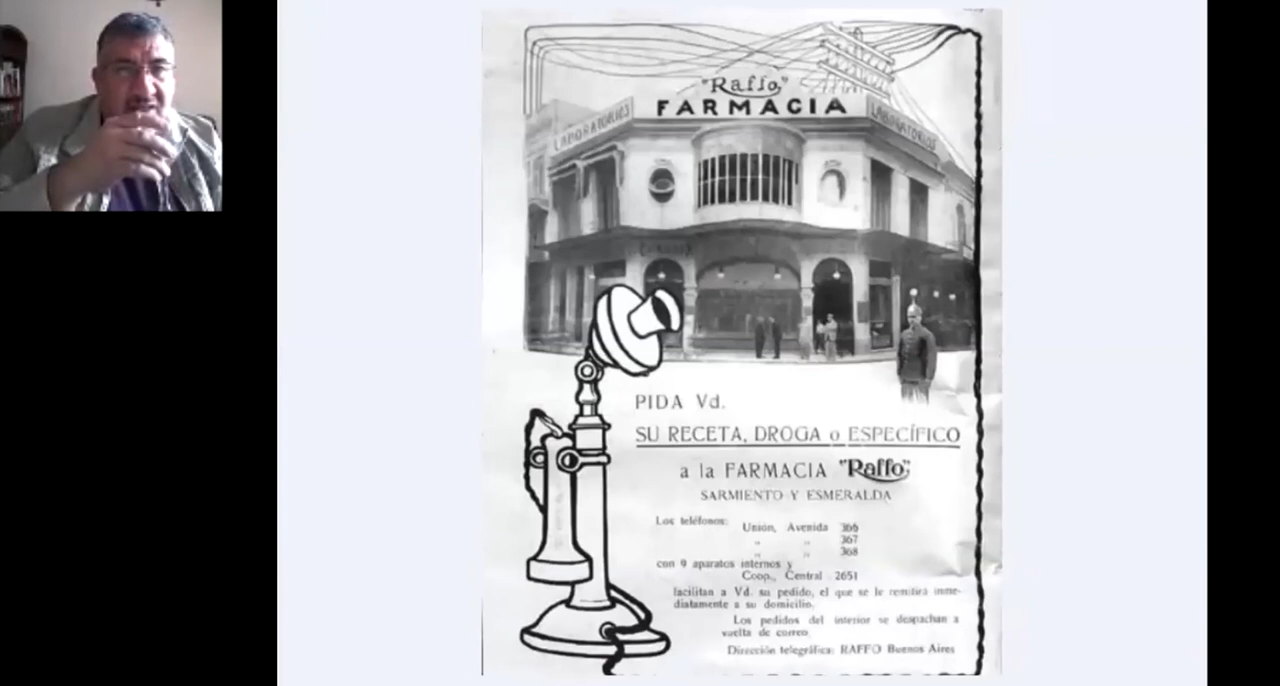 "Raffo"
FARMACIA
LABORATORIOS
LABORATORIOS
PIDA Vd.
SU RECETA, DROGA o ESPECÍFICO
a la FARMACIA "Raffo"
SARMIENTO Y ESMERALDA
Los teléfonos: Unión, Avenida 366
" " 367
" " 368
con 9 aparatos internos y
Coop., Central 2651
facilitan a Vd. su pedido, el que se le remitirá inme-
diatamente a su domicilio.
Los pedidos del interior se despachan a
vuelta de correo.
Dirección telegráfica: RAFFO Buenos Aires